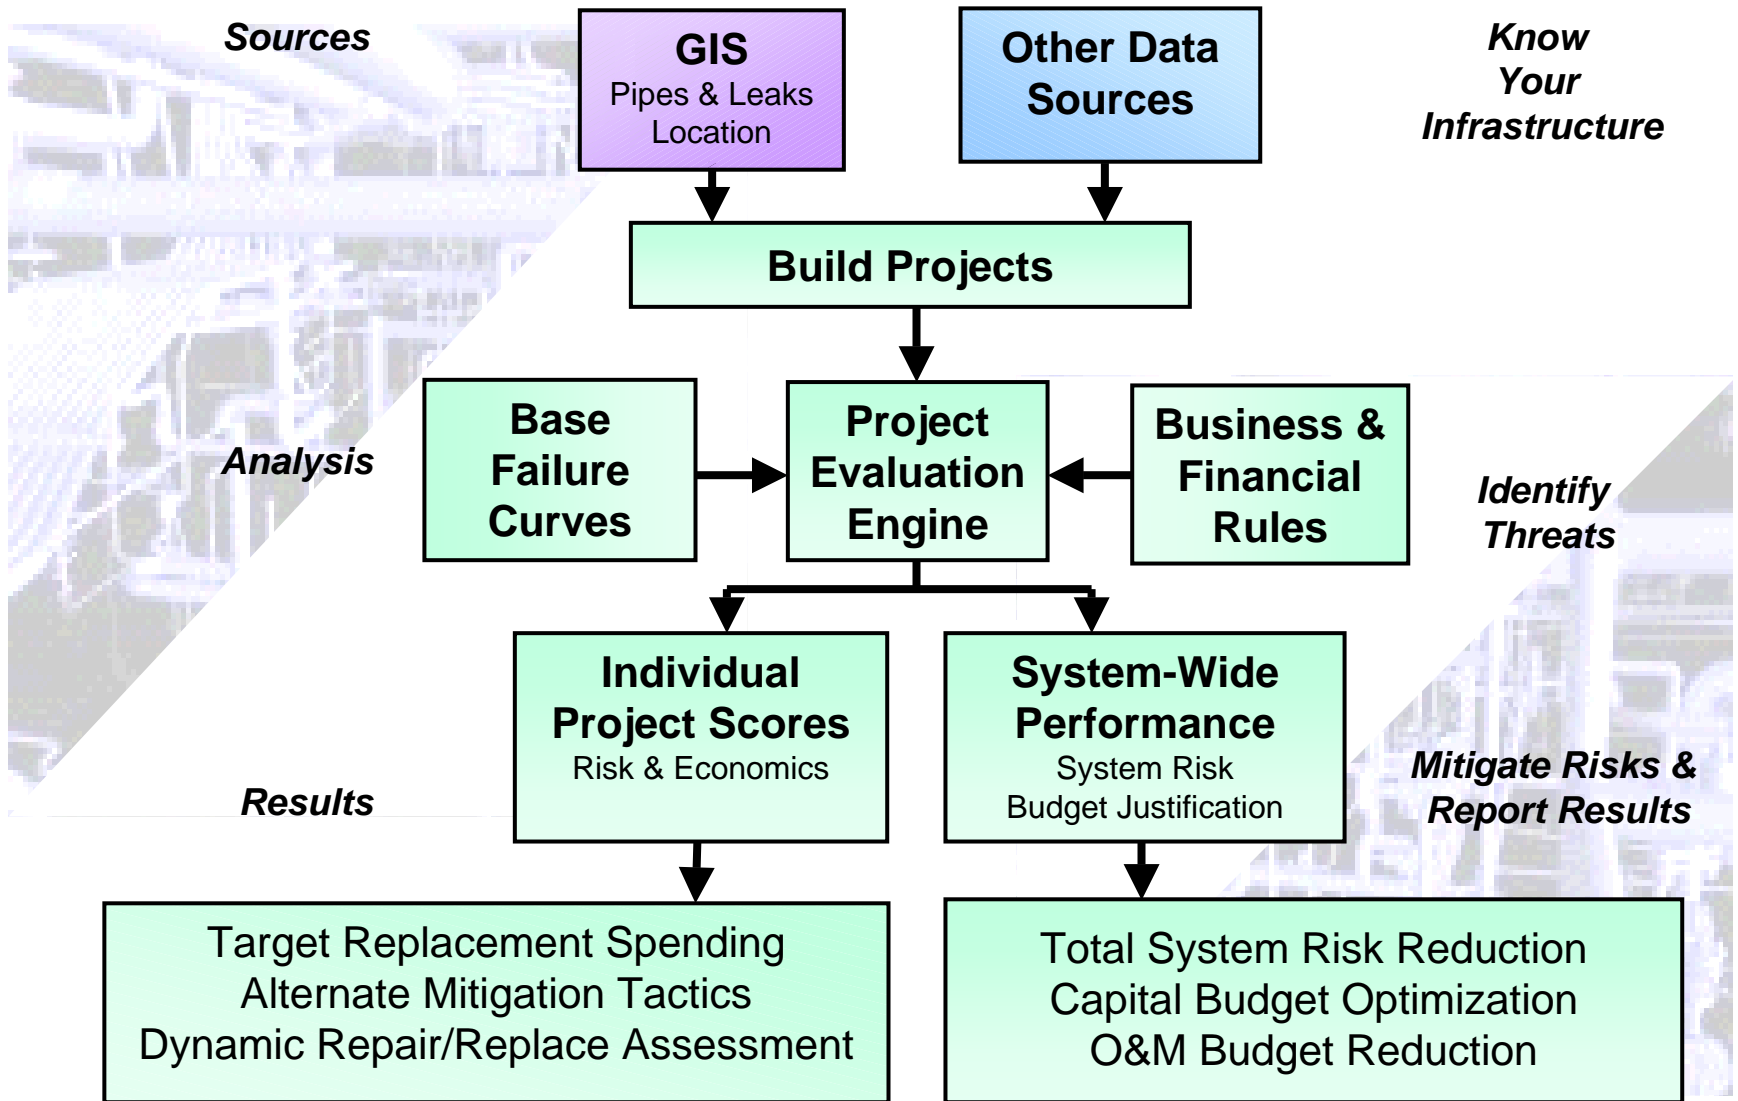 Sources
GIS
Pipes & Leaks
Location
Other Data
Sources
Know
Your
Infrastructure
Build Projects
Analysis
Base
Failure
Curves
Project
Evaluation
Engine
Business &
Financial
Rules
Identify
Threats
Results
Individual
Project Scores
Risk & Economics
System-Wide
Performance
System Risk
Budget Justification
Mitigate Risks &
Report Results
Target Replacement Spending
Alternate Mitigation Tactics
Dynamic Repair/Replace Assessment
Total System Risk Reduction
Capital Budget Optimization
O&M Budget Reduction